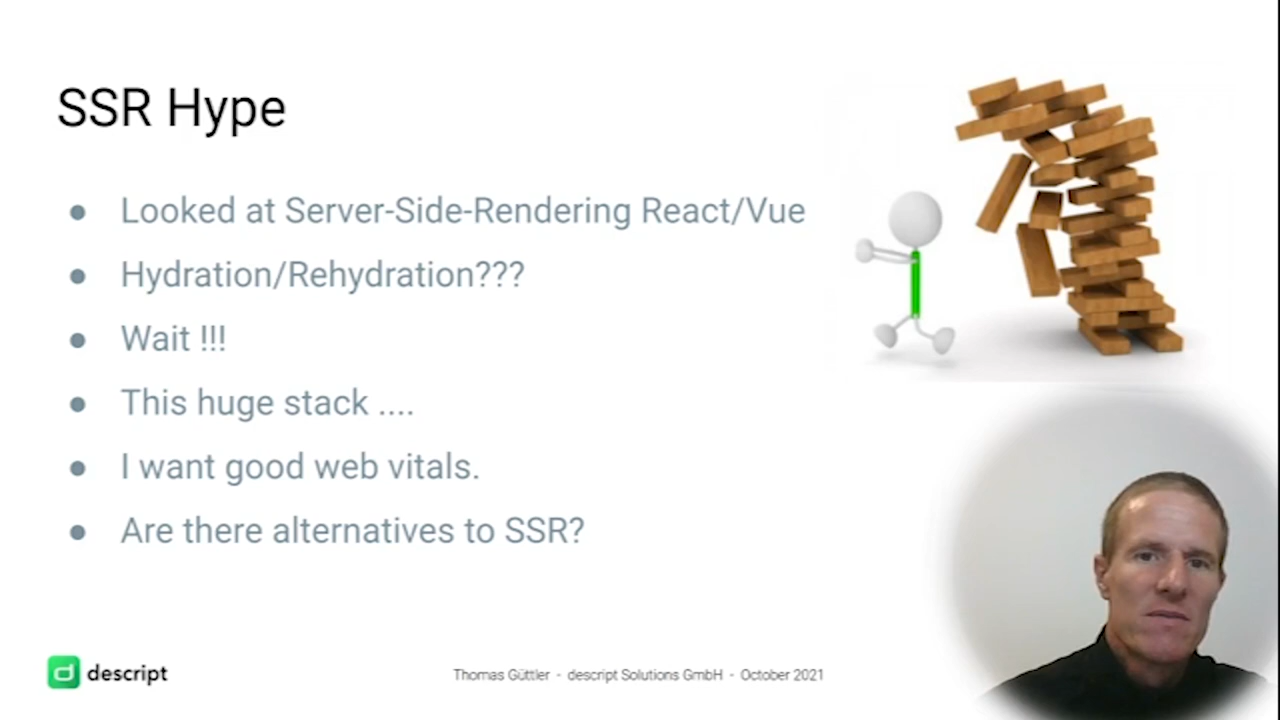 SSR Hype
● Looked at Server-Side-Rendering React/Vue
● Hydration/Rehydration???
● Wait !!!
● This huge stack ....
● I want good web vitals.
● Are there alternatives to SSR?
descript
Thomas Güttler - descript Solutions GmbH - October 2021